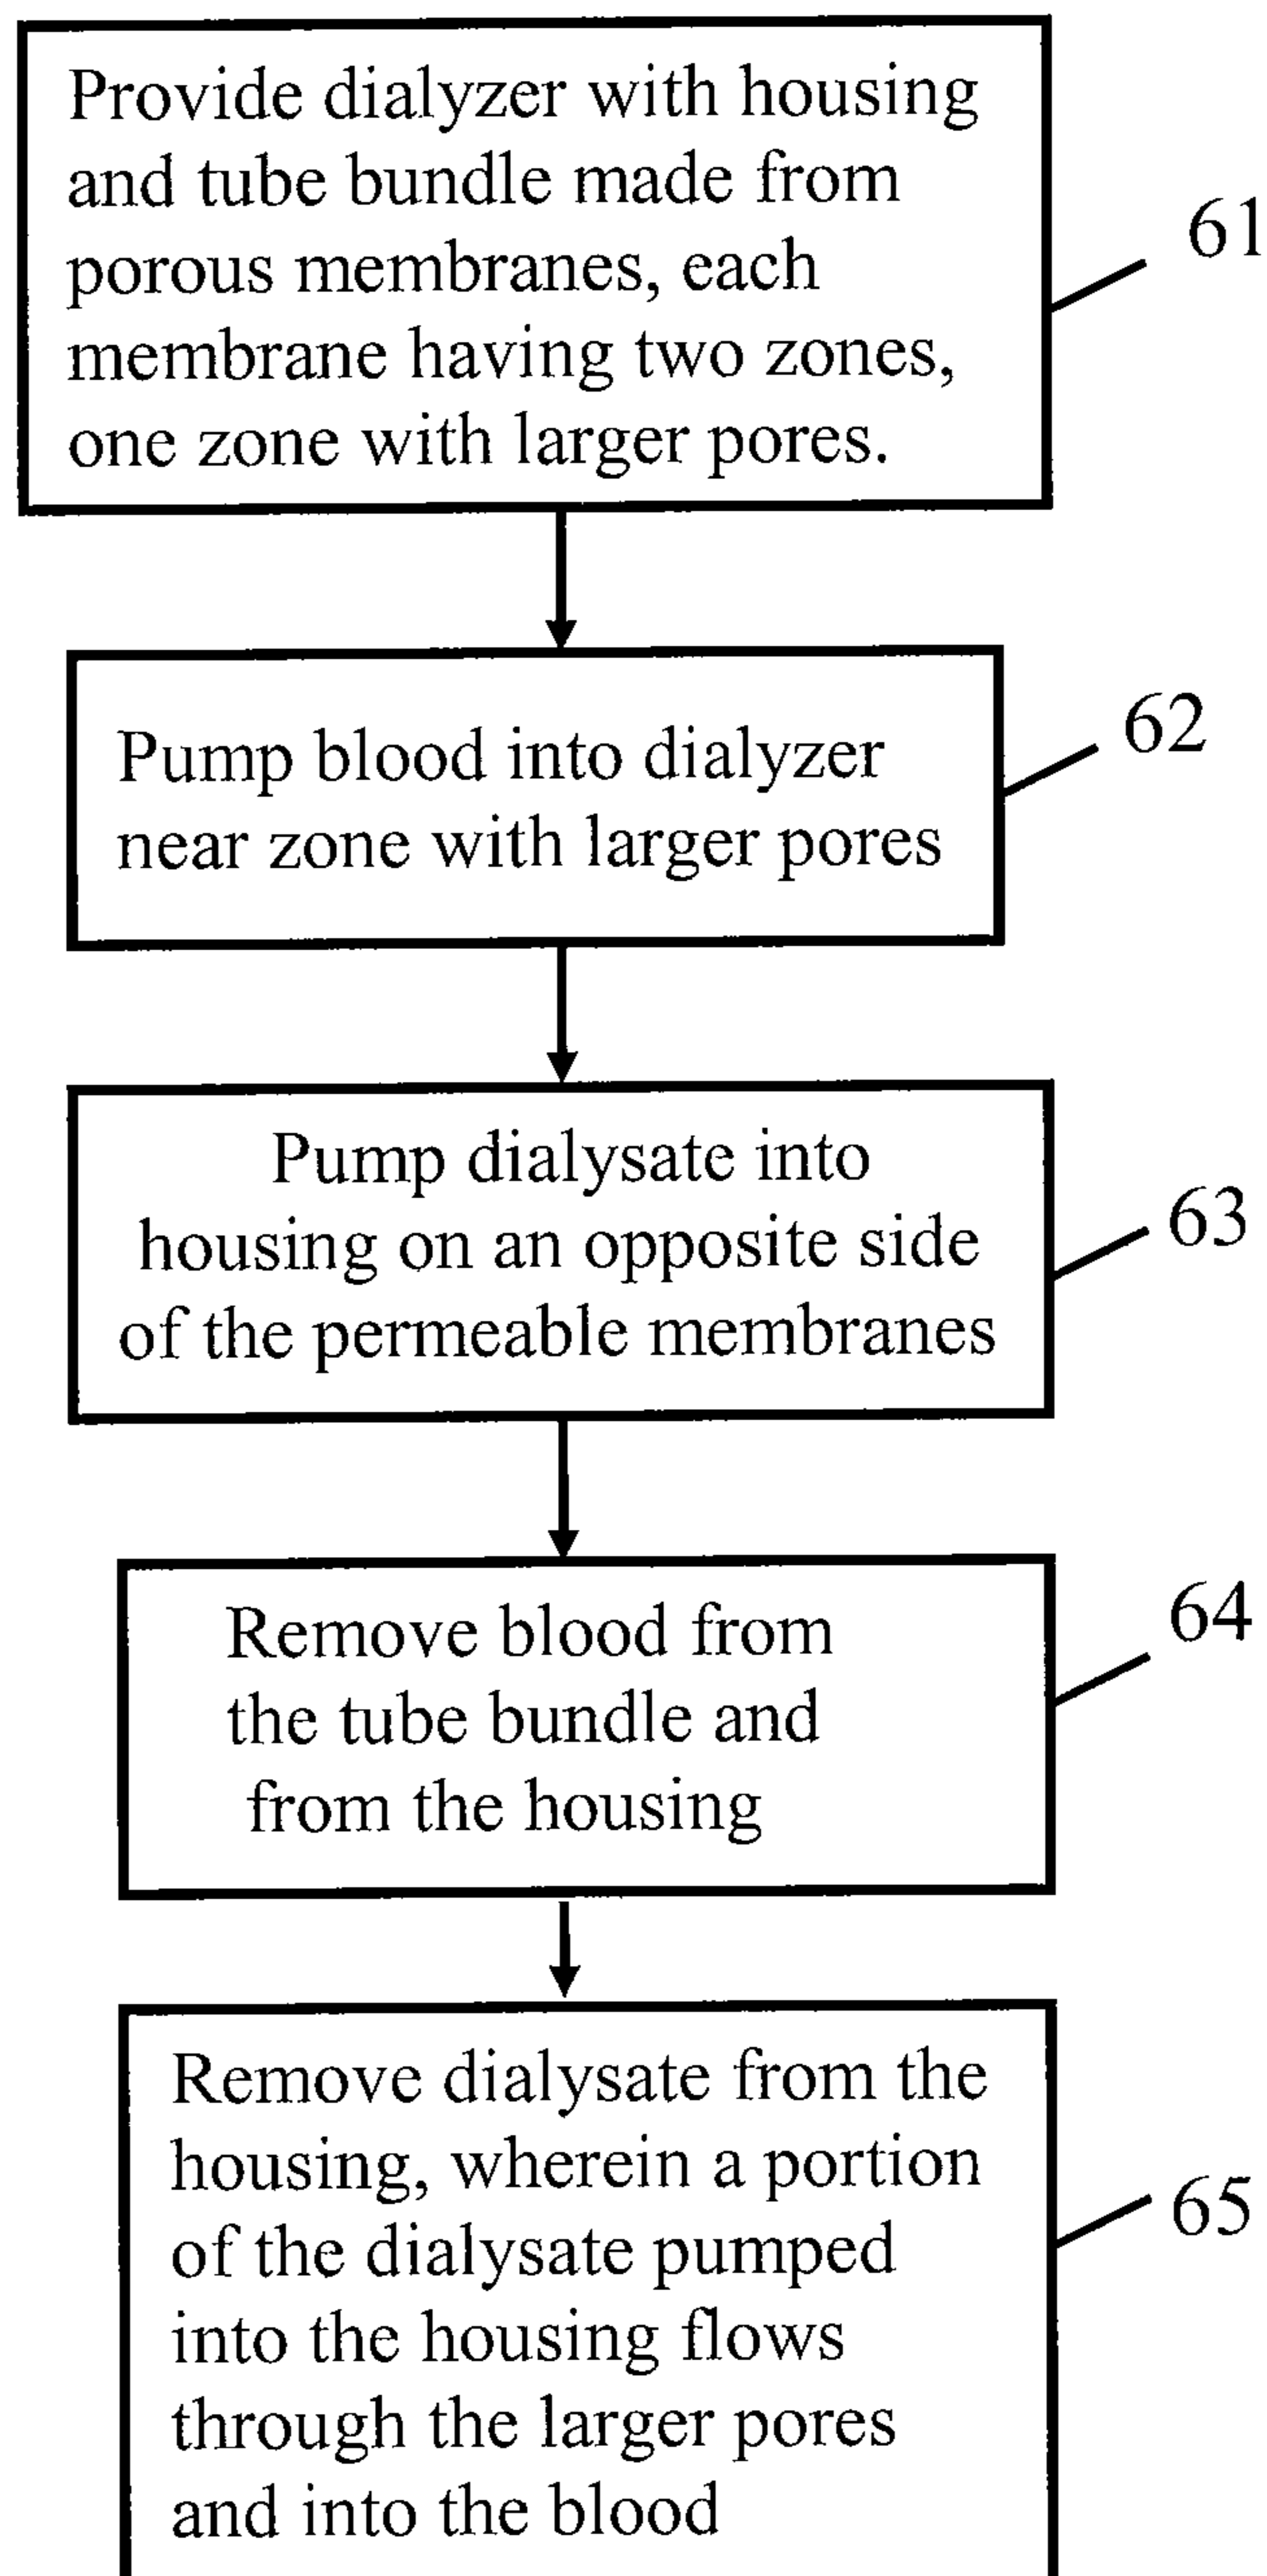 Provide dialyzer with housing
and tube bundle made from
porous membranes, each
membrane having two zones,
one zone with larger pores.
61
Pump blood into dialyzer
near zone with larger pores
62
Pump dialysate into
housing on an opposite side
of the permeable membranes
63
Remove blood from
the tube bundle and
from the housing
64
Remove dialysate from the
housing, wherein a portion
of the dialysate pumped
into the housing flows
through the larger pores
and into the blood
65